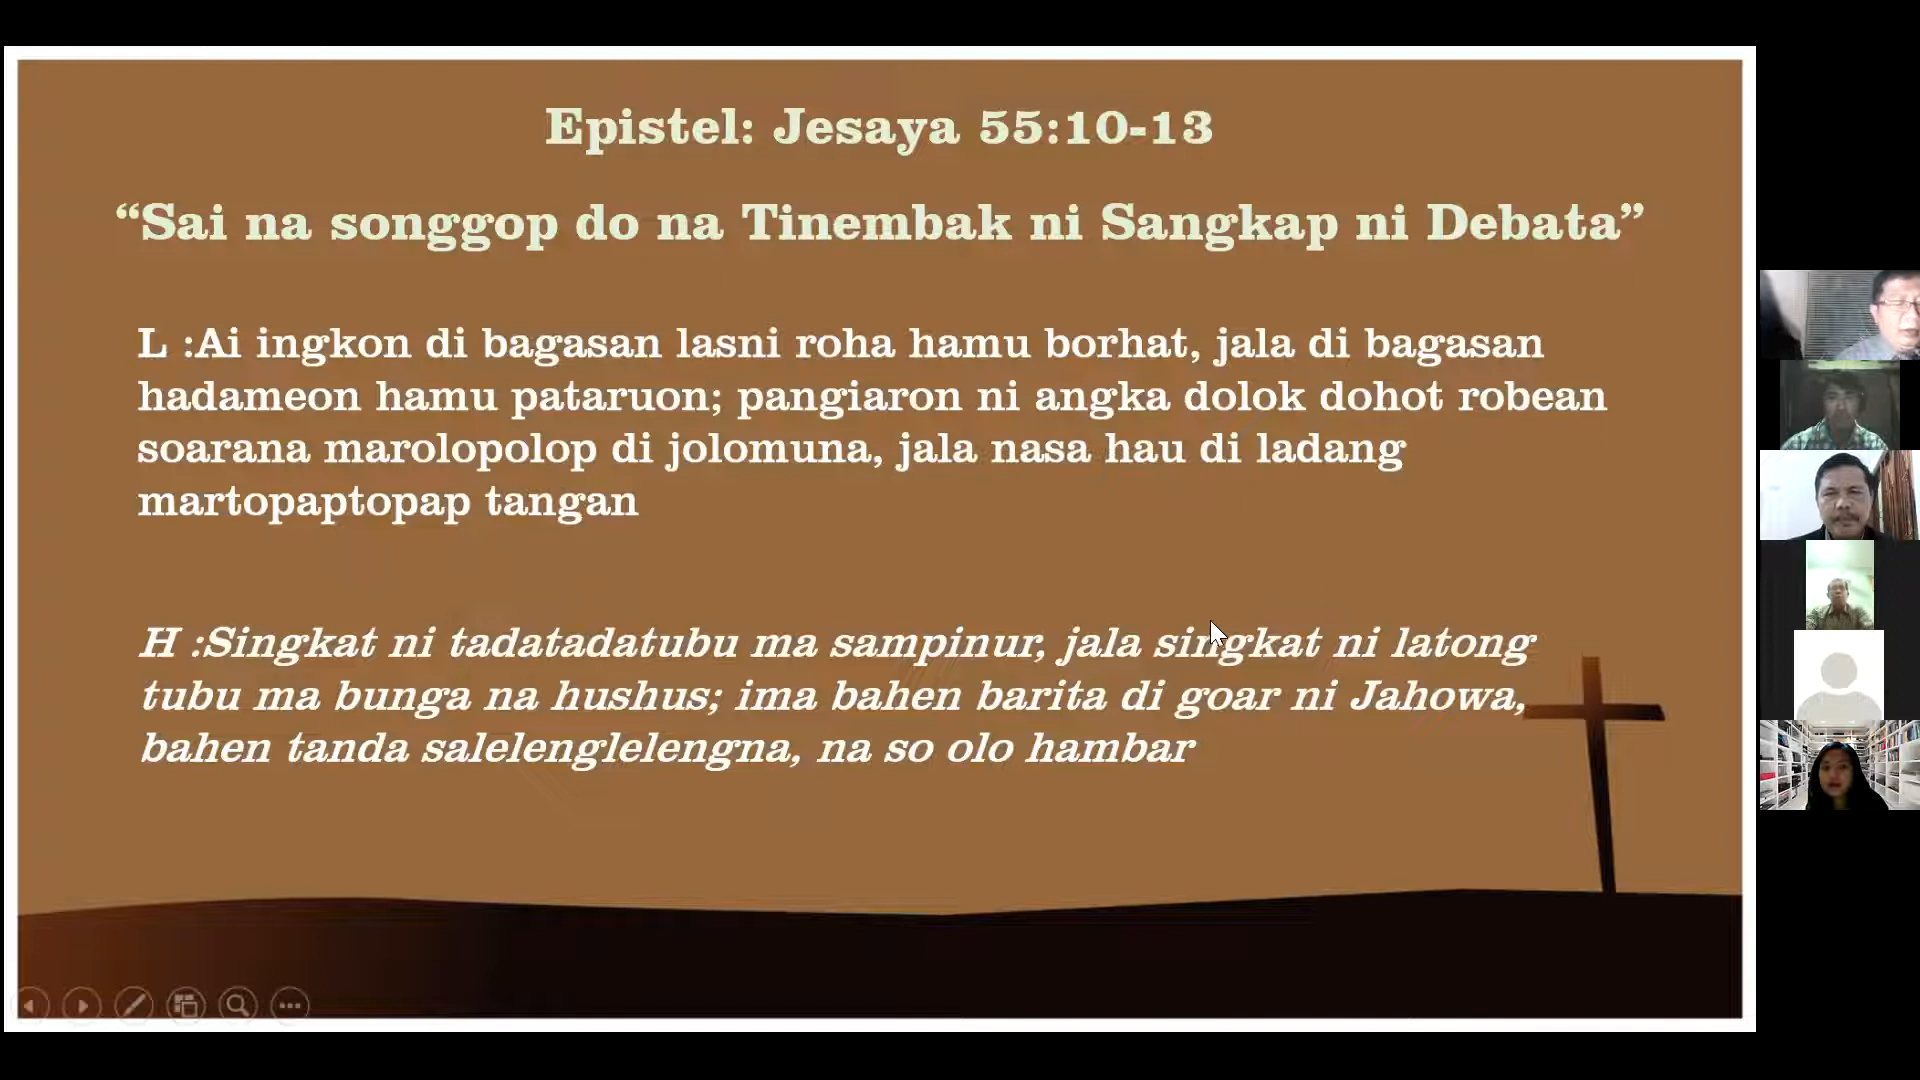 Epistel: Jesaya 55:10-13
“Sai na songgop do na Tinembak ni Sangkap ni Debata”
L :Ai ingkon di bagasan lasni roha hamu borhat, jala di bagasan
hadameon hamu pataruon; pangiaron ni angka dolok dohot robean
soarana marolopolop di jolomuna, jala nasa hau di ladang
martopaptopap tangan
H :Singkat ni tadatadatubu ma sampinur, jala singkat ni latong
tubu ma bunga na hushus; ima bahen barita di goar ni Jahowa,
bahen tanda salelenglelengna, na so olo hambar